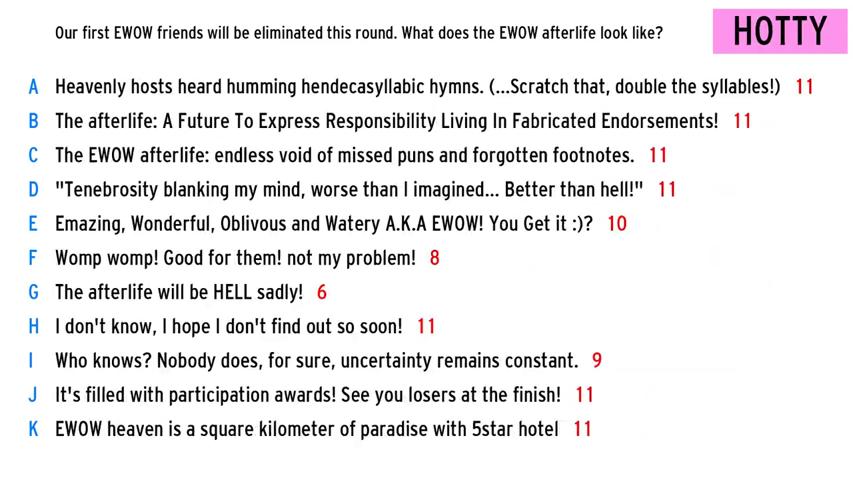 Our first EWOW friends will be eliminated this round. What does the EWOW afterlife look like?
HOTTY
A Heavenly hosts heard humming hendecasyllabic hymns. (...Scratch that, double the syllables!) 11
B The afterlife: A Future To Express Responsibility Living In Fabricated Endorsements! 11
C The EWOW afterlife: endless void of missed puns and forgotten footnotes. 11
D "Tenebrosity blanking my mind, worse than I imagined... Better than hell!" 11
E Emazing, Wonderful, Oblivous and Watery A.K.A EWOW! You Get it :)? 10
F Womp womp! Good for them! not my problem! 8
G The afterlife will be HELL sadly! 6
H I don't know, I hope I don't find out so soon! 11
I Who knows? Nobody does, for sure, uncertainty remains constant. 9
J It's filled with participation awards! See you losers at the finish! 11
K EWOW heaven is a square kilometer of paradise with 5star hotel 11